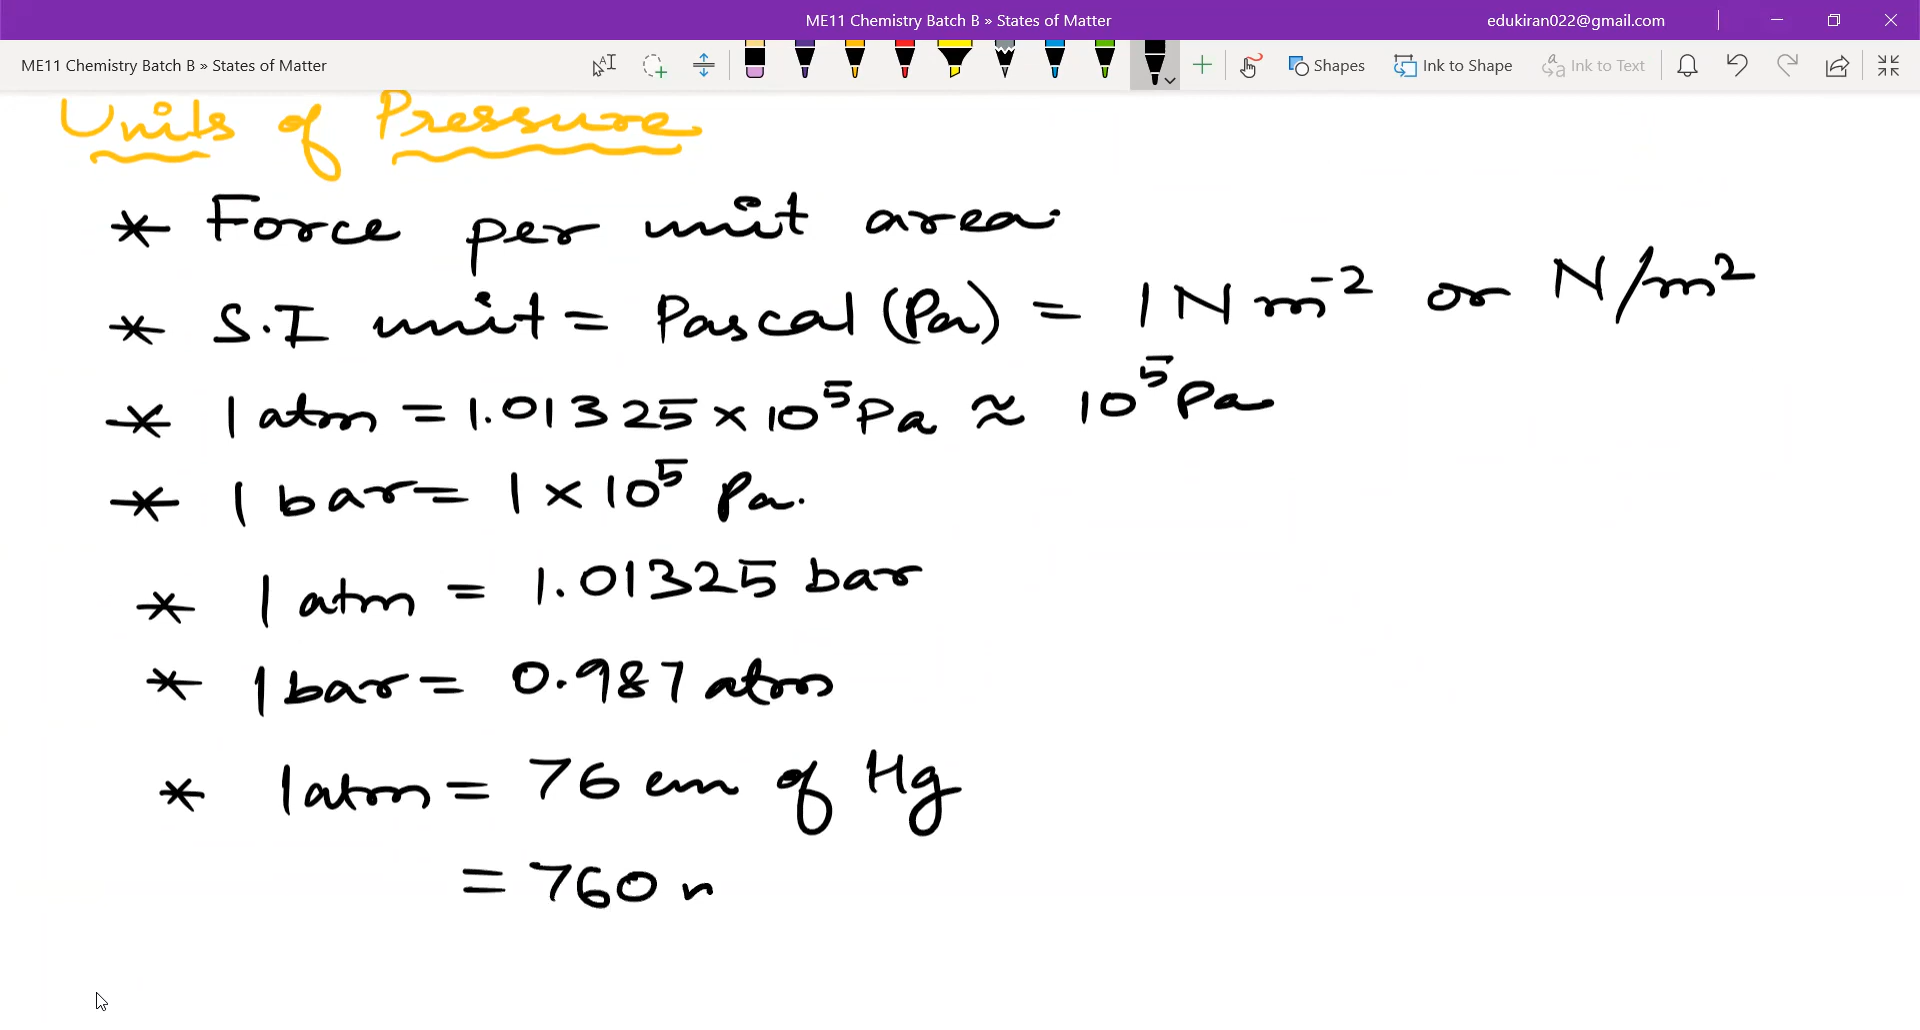 ME11 Chemistry Batch B » States of Matter
edukiran022@gmail.com
ME11 Chemistry Batch B » States of Matter
Shapes
Ink to Shape
Ink to Text
Units of Pressure
* Force per unit area.
* S.I unit = Pascal (Pa) = 1 N m⁻² or N/m²
* 1 atm = 1.01325 × 10⁵ Pa ≈ 10⁵ Pa
* 1 bar = 1 × 10⁵ Pa.
* 1 atm = 1.01325 bar
* 1 bar = 0.987 atm
* 1 atm = 76 cm of Hg
= 760